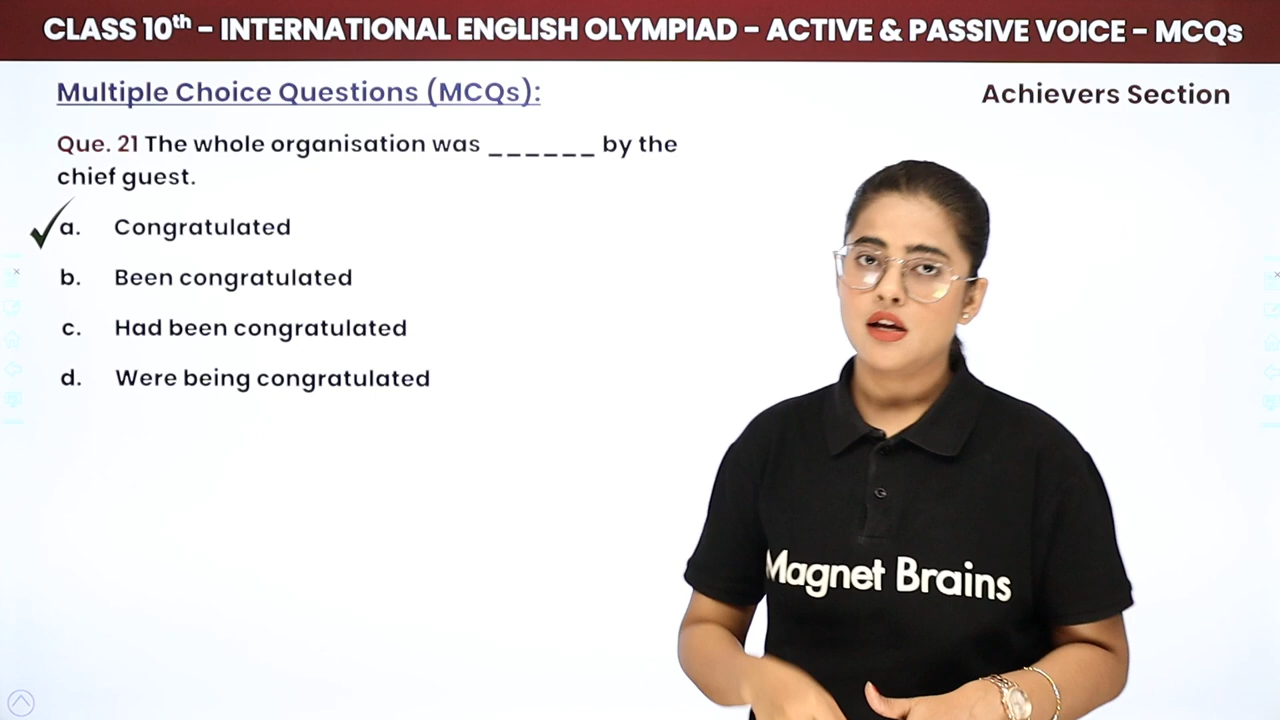 CLASS 10th - INTERNATIONAL ENGLISH OLYMPIAD - ACTIVE & PASSIVE VOICE - MCQs
Multiple Choice Questions (MCQs):
Achievers Section
Que. 21 The whole organisation was ______ by the
chief guest.
a. Congratulated
b. Been congratulated
c. Had been congratulated
d. Were being congratulated
Magnet Brains